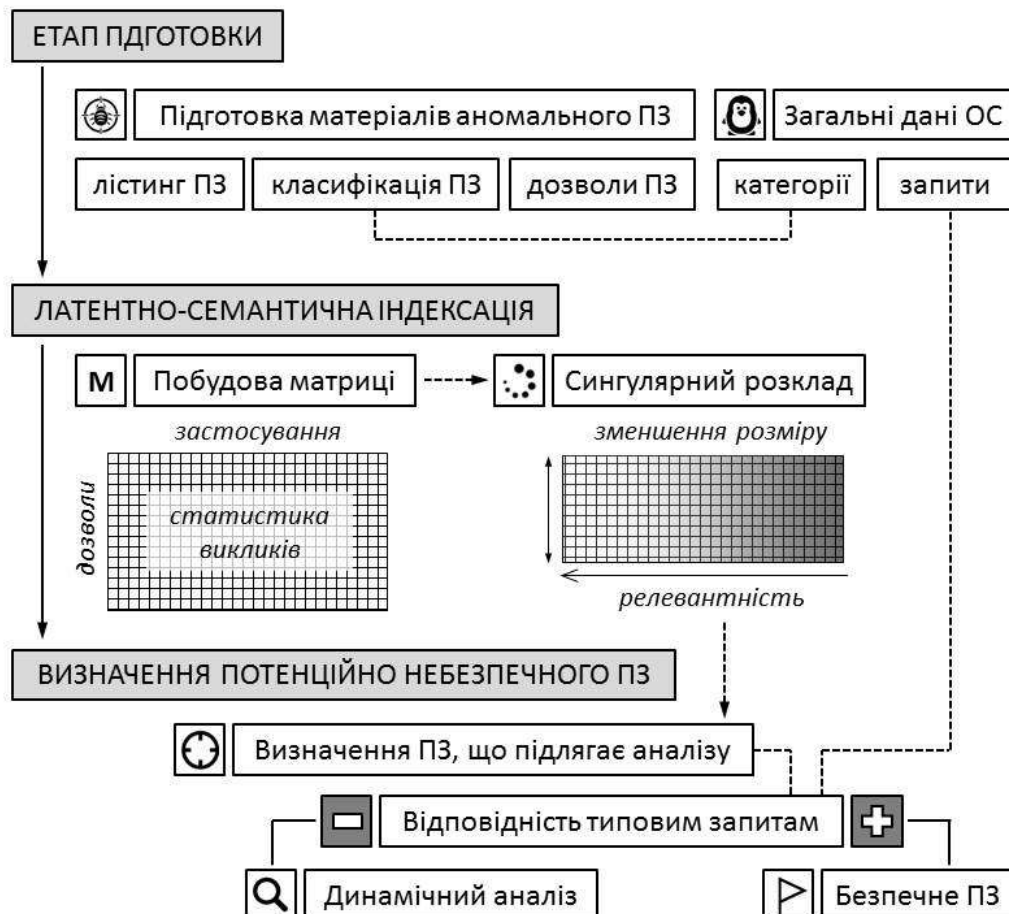 ЕТАП ПДГОТОВКИ
Підготовка матеріалів аномального ПЗ
Загальні дані ОС
лістинг ПЗ
класифікація ПЗ
дозволи ПЗ
категорії
запити
ЛАТЕНТНО-СЕМАНТИЧНА ІНДЕКСАЦІЯ
М
Побудова матриці
Сингулярний розклад
застосування
зменшення розміру
дозволи
статистика
викликів
релевантність
ВИЗНАЧЕННЯ ПОТЕНЦІЙНО НЕБЕЗПЕЧНОГО ПЗ
Визначення ПЗ, що підлягає аналізу
Відповідність типовим запитам
Динамічний аналіз
Безпечне ПЗ